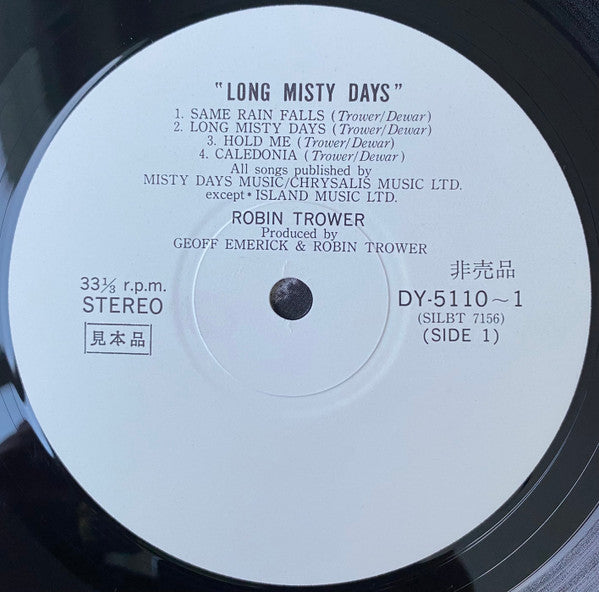 "LONG MISTY DAYS"
1. SAME RAIN FALLS (Trower/Dewar)
2. LONG MISTY DAYS (Trower/Dewar)
3. HOLD ME (Trower/Dewar)
4. CALEDONIA (Trower/Dewar)
All songs published by
MISTY DAYS MUSIC/CHRYSALIS MUSIC LTD.
except * ISLAND MUSIC LTD.
ROBIN TROWER
Produced by
GEOFF EMERICK & ROBIN TROWER
33⅓ r.p.m.
STEREO
見本品
非売品
DY-5110~1
(SILBT 7156)
(SIDE 1)